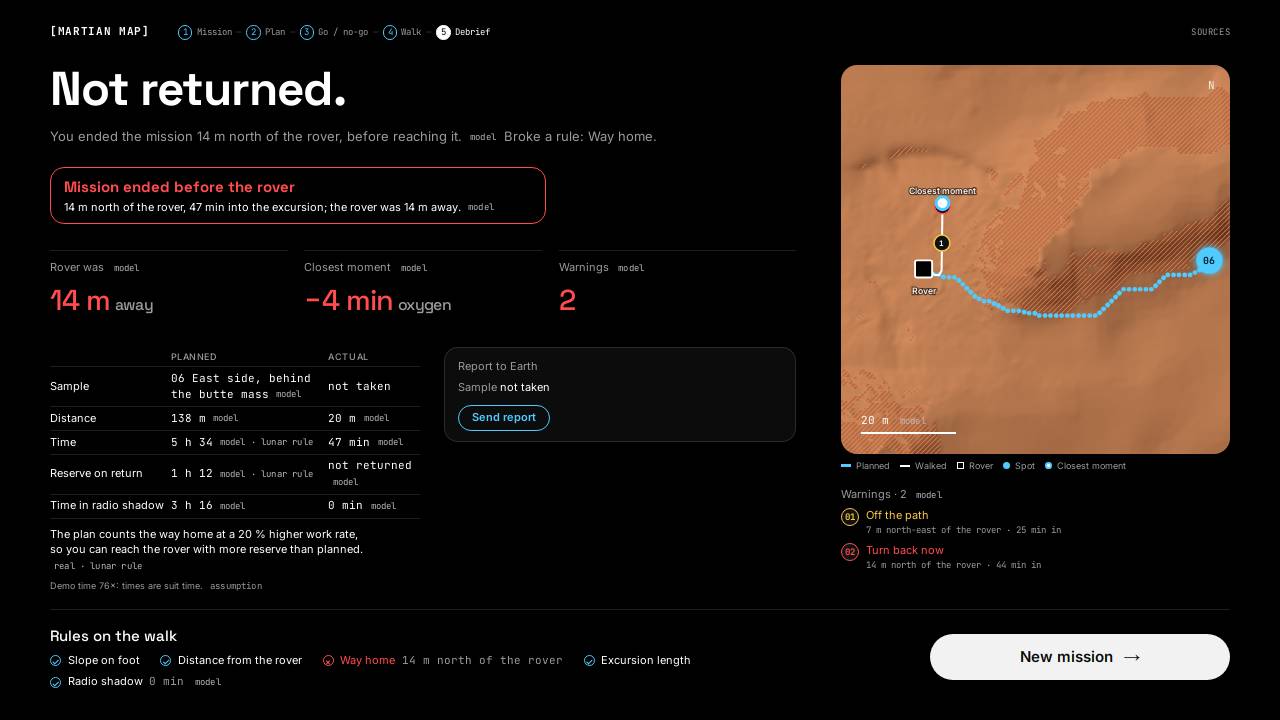 [MARTIAN MAP]
1 Mission
2 Plan
3 Go / no-go
4 Walk
5 Debrief
SOURCES
Not returned.
You ended the mission 14 m north of the rover, before reaching it. model Broke a rule: Way home.
Mission ended before the rover
14 m north of the rover, 47 min into the excursion; the rover was 14 m away. model
Rover was model
14 m away
Closest moment model
−4 min oxygen
Warnings model
2
PLANNED ACTUAL
Sample 06 East side, behind the butte mass model not taken
Distance 138 m model 20 m model
Time 5 h 34 model · lunar rule 47 min model
Reserve on return 1 h 12 model · lunar rule not returned model
Time in radio shadow 3 h 16 model 0 min model
The plan counts the way home at a 20 % higher work rate,
so you can reach the rover with more reserve than planned.
real · lunar rule
Demo time 76×: times are suit time. assumption
Report to Earth
Sample not taken
Send report
N
Closest moment
1
Rover
06
20 m model
Planned Walked Rover Spot Closest moment
Warnings · 2 model
01 Off the path
7 m north-east of the rover · 25 min in
02 Turn back now
14 m north of the rover · 44 min in
Rules on the walk
Slope on foot Distance from the rover Way home 14 m north of the rover Excursion length
Radio shadow 0 min model
New mission →